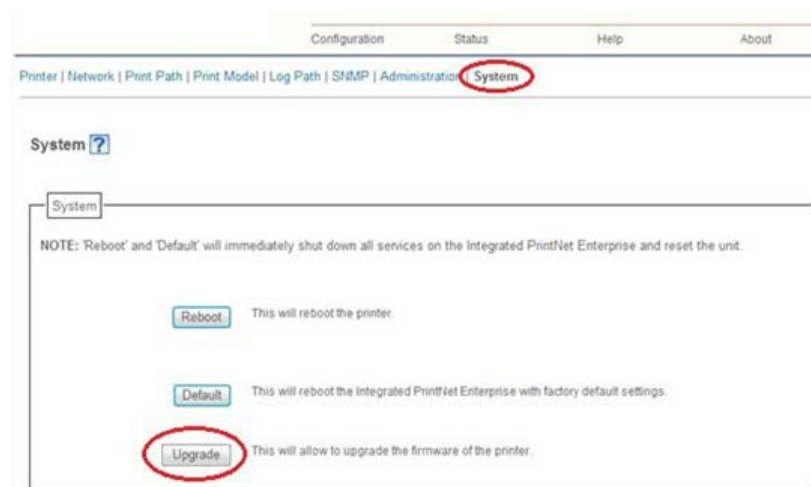 Configuration Status Help About
Printer | Network | Print Path | Print Model | Log Path | SNMP | Administration | System
System ?
System
NOTE: 'Reboot' and 'Default' will immediately shut down all services on the Integrated PrintNet Enterprise and reset the unit.
Reboot This will reboot the printer.
Default This will reboot the Integrated PrintNet Enterprise with factory default settings.
Upgrade This will allow to upgrade the firmware of the printer.